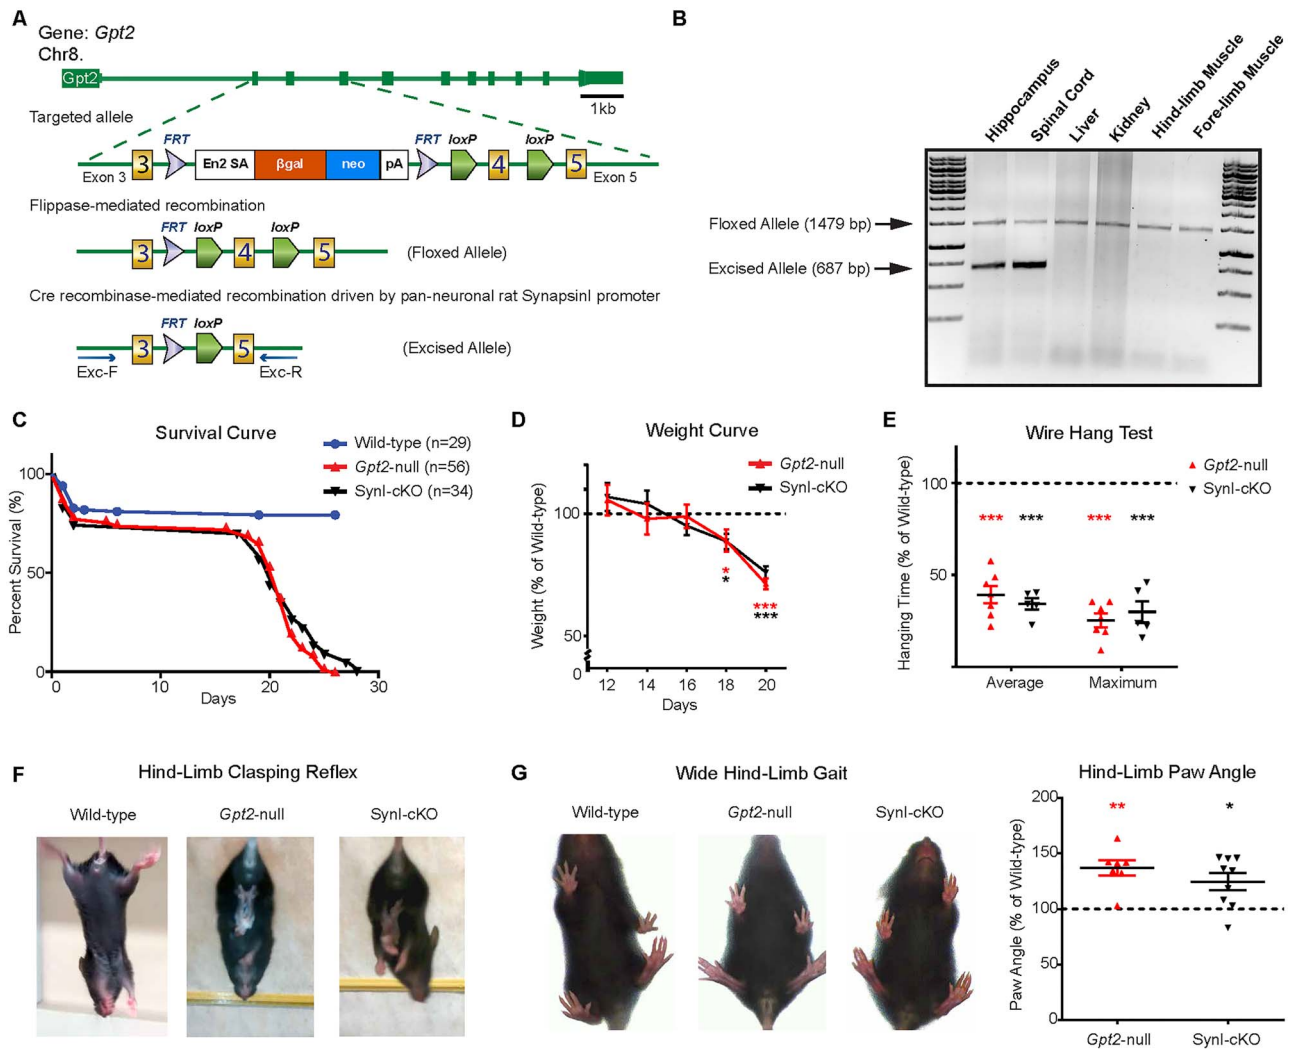 A
Gene: Gpt2
Chr8.
Gpt2
1kb
Targeted allele
FRT
FRT
loxP
loxP
Exon 3
3
En2 SA
βgal
neo
pA
4
5
Exon 5
Flippase-mediated recombination
FRT
loxP
loxP
3
4
5
(Floxed Allele)
Cre recombinase-mediated recombination driven by pan-neuronal rat SynapsinI promoter
FRT
loxP
3
5
(Excised Allele)
Exc-F
Exc-R
B
Hippocampus
Spinal Cord
Liver
Kidney
Hind-limb Muscle
Fore-limb Muscle
Floxed Allele (1479 bp)
Excised Allele (687 bp)
C
Survival Curve
Wild-type (n=29)
Gpt2-null (n=56)
SynI-cKO (n=34)
Percent Survival (%)
100
50
0
0
10
20
30
Days
D
Weight Curve
Gpt2-null
SynI-cKO
Weight (% of Wild-type)
100
50
0
*
*
***
***
12
14
16
18
20
Days
E
Wire Hang Test
Gpt2-null
SynI-cKO
Hanging Time (% of Wild-type)
100
50
***
***
***
***
Average
Maximum
F
Hind-Limb Clasping Reflex
Wild-type
Gpt2-null
SynI-cKO
G
Wide Hind-Limb Gait
Wild-type
Gpt2-null
SynI-cKO
Hind-Limb Paw Angle
Paw Angle (% of Wild-type)
200
150
100
50
0
**
*
Gpt2-null
SynI-cKO